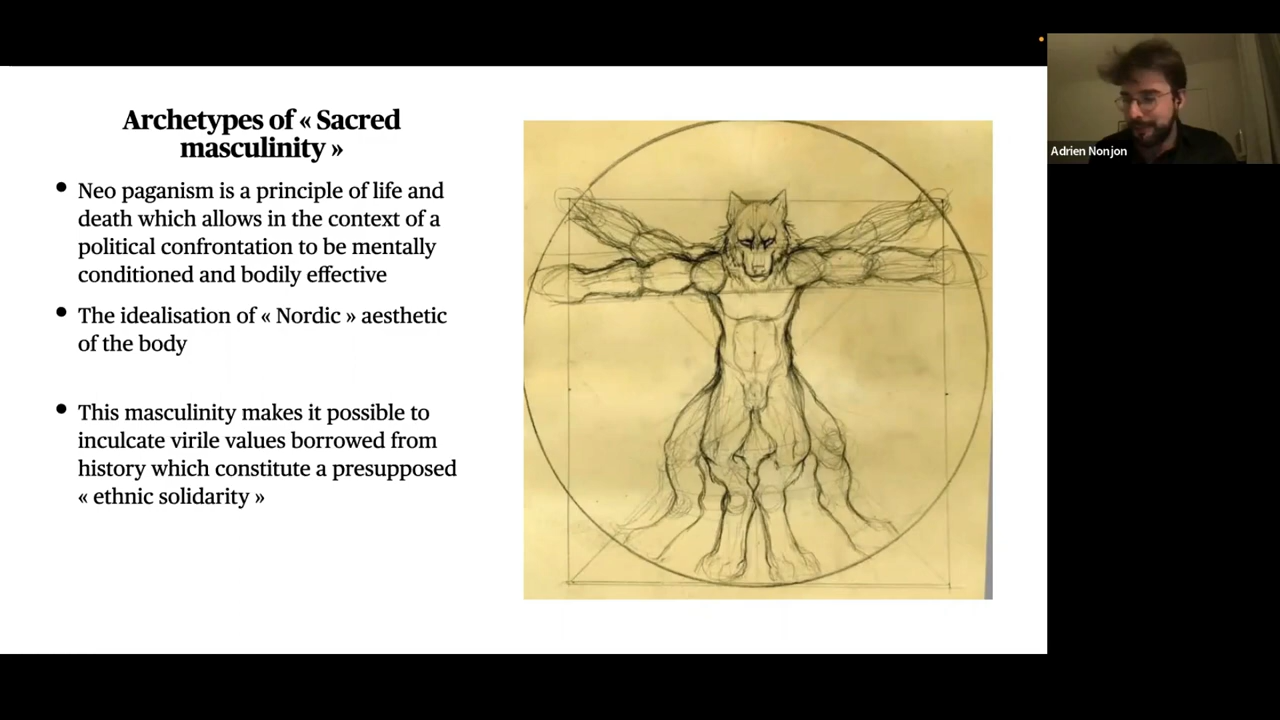 Archetypes of « Sacred
masculinity »
• Neo paganism is a principle of life and
death which allows in the context of a
political confrontation to be mentally
conditioned and bodily effective
• The idealisation of « Nordic » aesthetic
of the body
• This masculinity makes it possible to
inculcate virile values borrowed from
history which constitute a presupposed
« ethnic solidarity »
Adrien Nonjon